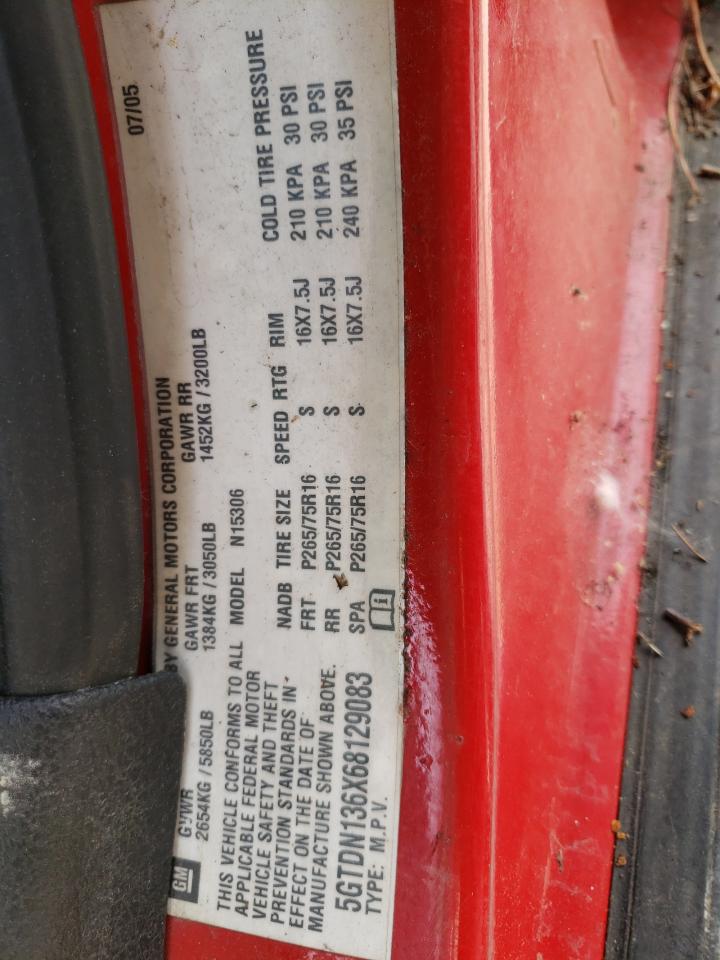 07/05
GM
BY GENERAL MOTORS CORPORATION
GVWR GAWR FRT GAWR RR
2654KG / 5850LB 1384KG / 3050LB 1452KG / 3200LB
THIS VEHICLE CONFORMS TO ALL
APPLICABLE FEDERAL MOTOR
VEHICLE SAFETY AND THEFT
PREVENTION STANDARDS IN
EFFECT ON THE DATE OF
MANUFACTURE SHOWN ABOVE.
5GTDN136X68129083
TYPE: M.P.V.
MODEL N15306
NADB TIRE SIZE SPEED RTG RIM COLD TIRE PRESSURE
FRT P265/75R16 S 16X7.5J 210 KPA 30 PSI
RR P265/75R16 S 16X7.5J 210 KPA 30 PSI
SPA P265/75R16 S 16X7.5J 240 KPA 35 PSI